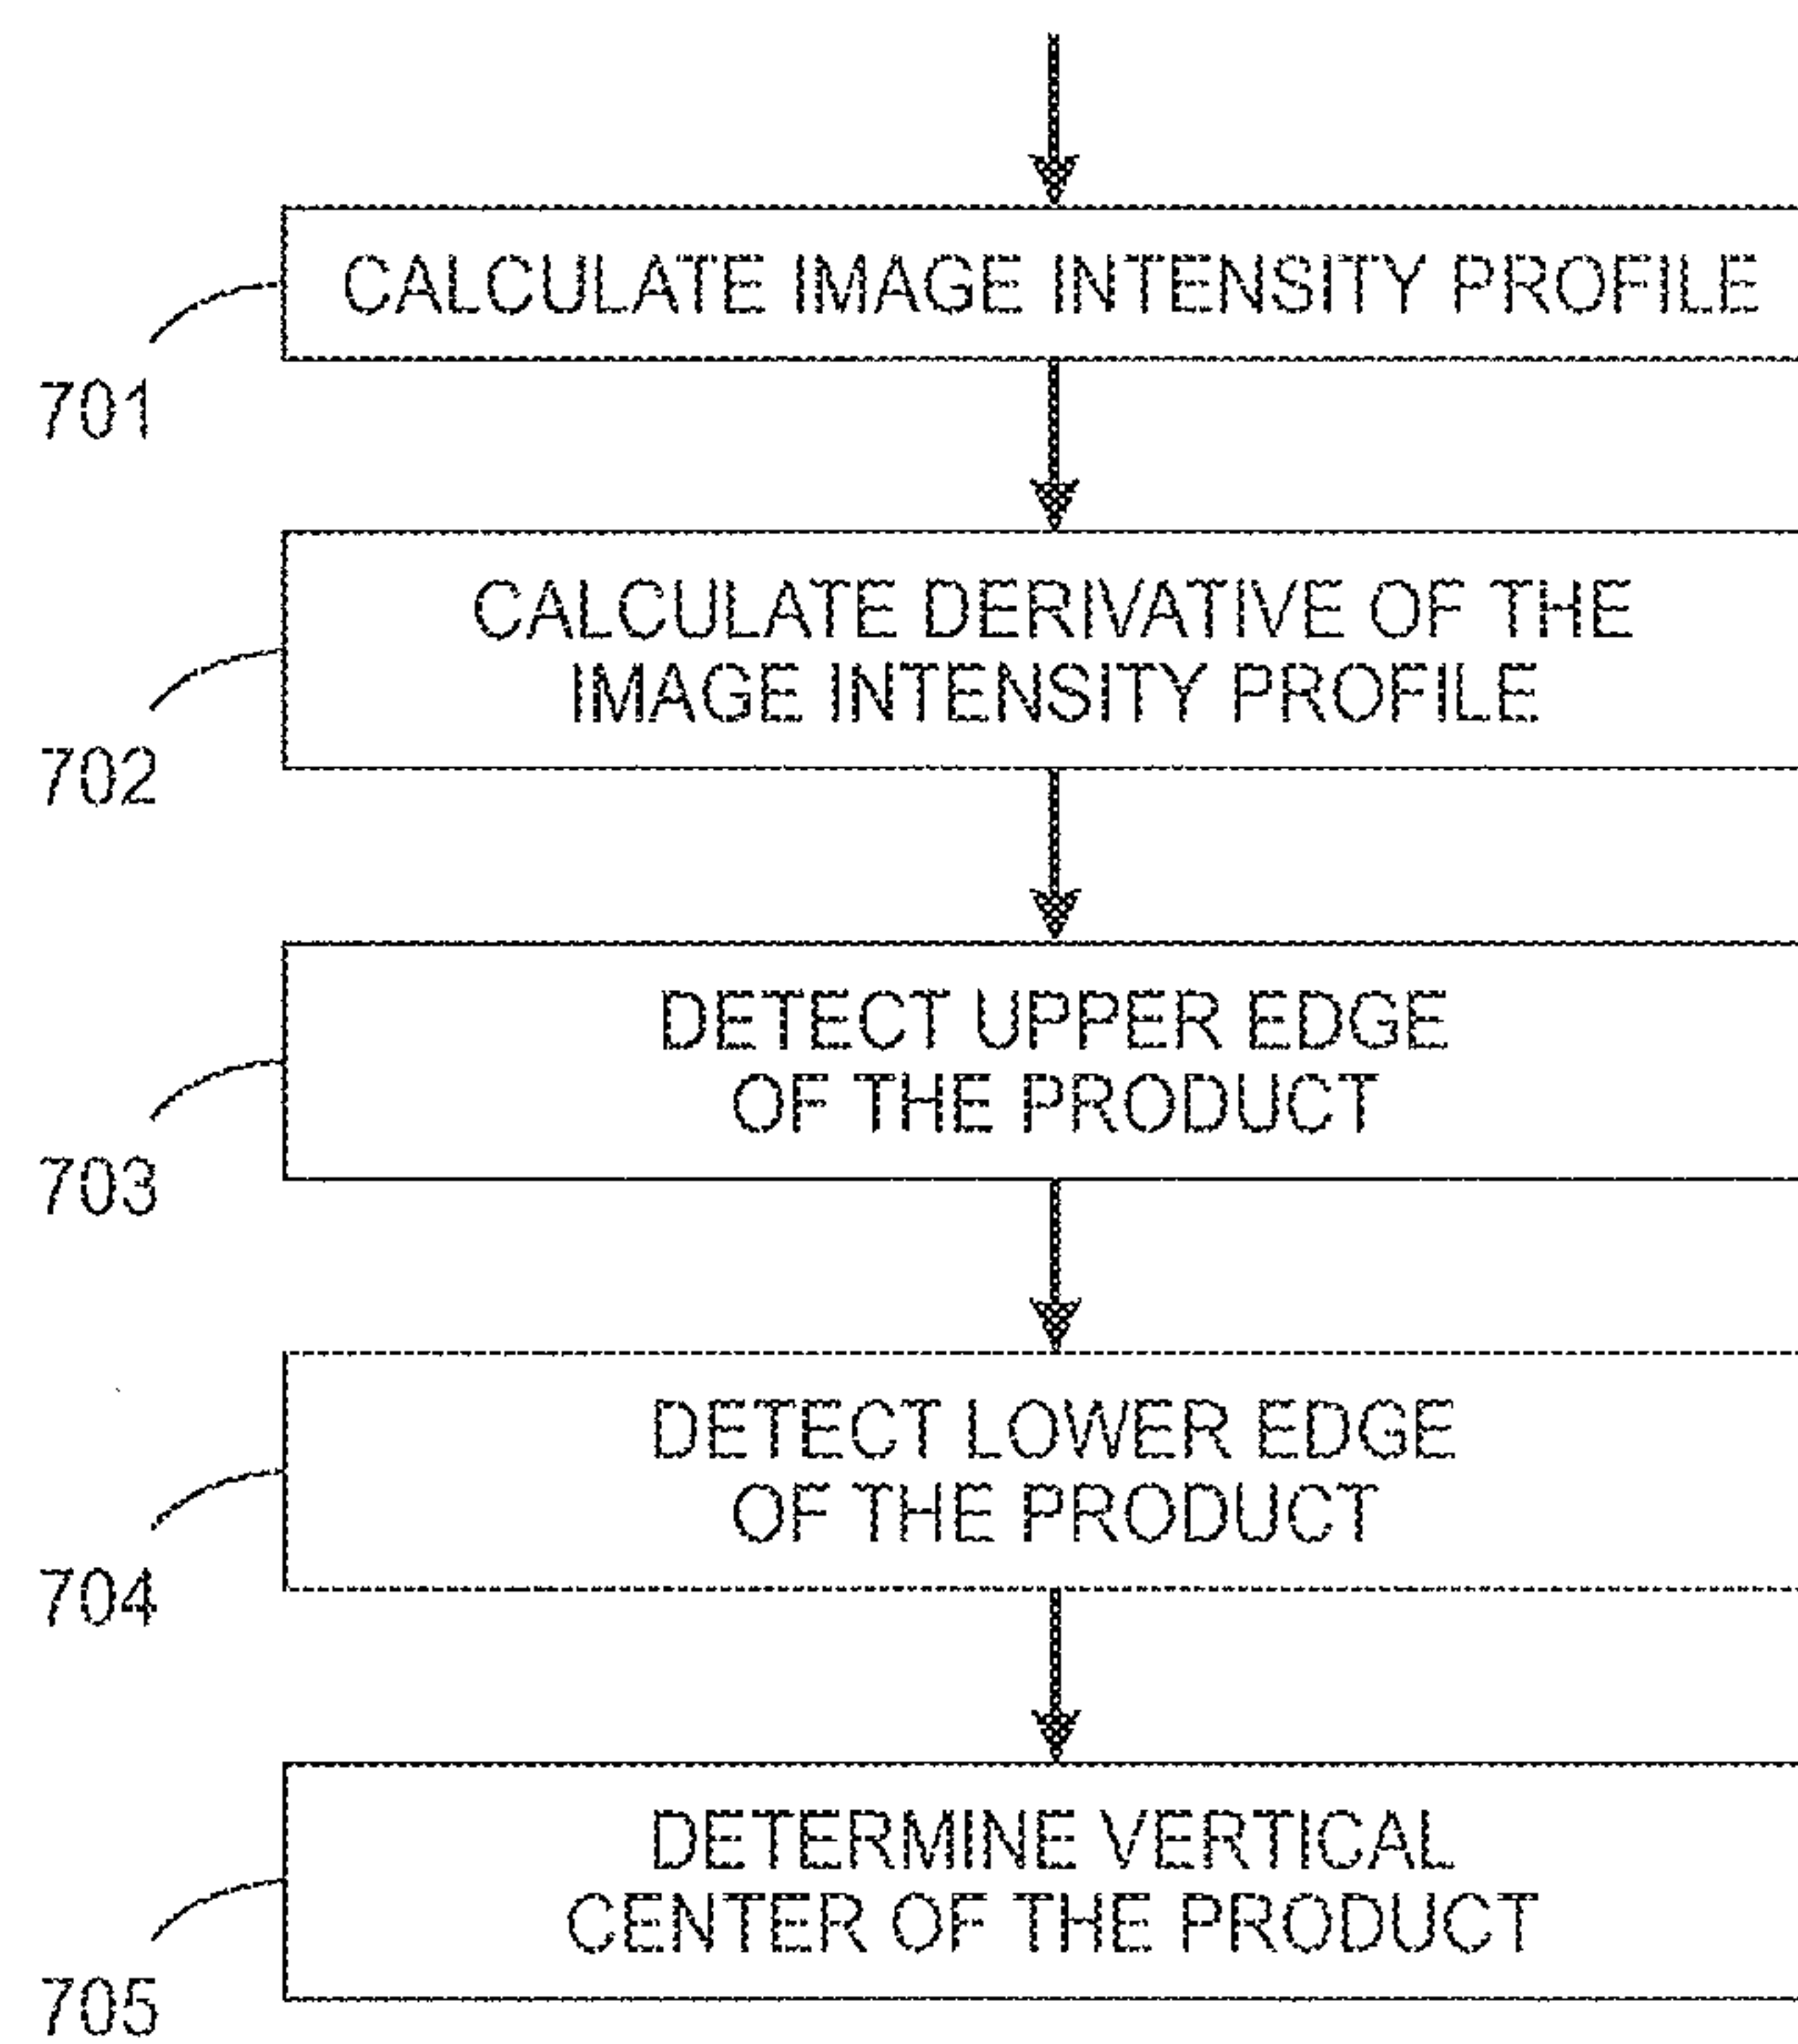 CALCULATE IMAGE INTENSITY PROFILE
701
CALCULATE DERIVATIVE OF THE
IMAGE INTENSITY PROFILE
702
DETECT UPPER EDGE
OF THE PRODUCT
703
DETECT LOWER EDGE
OF THE PRODUCT
704
DETERMINE VERTICAL
CENTER OF THE PRODUCT
705